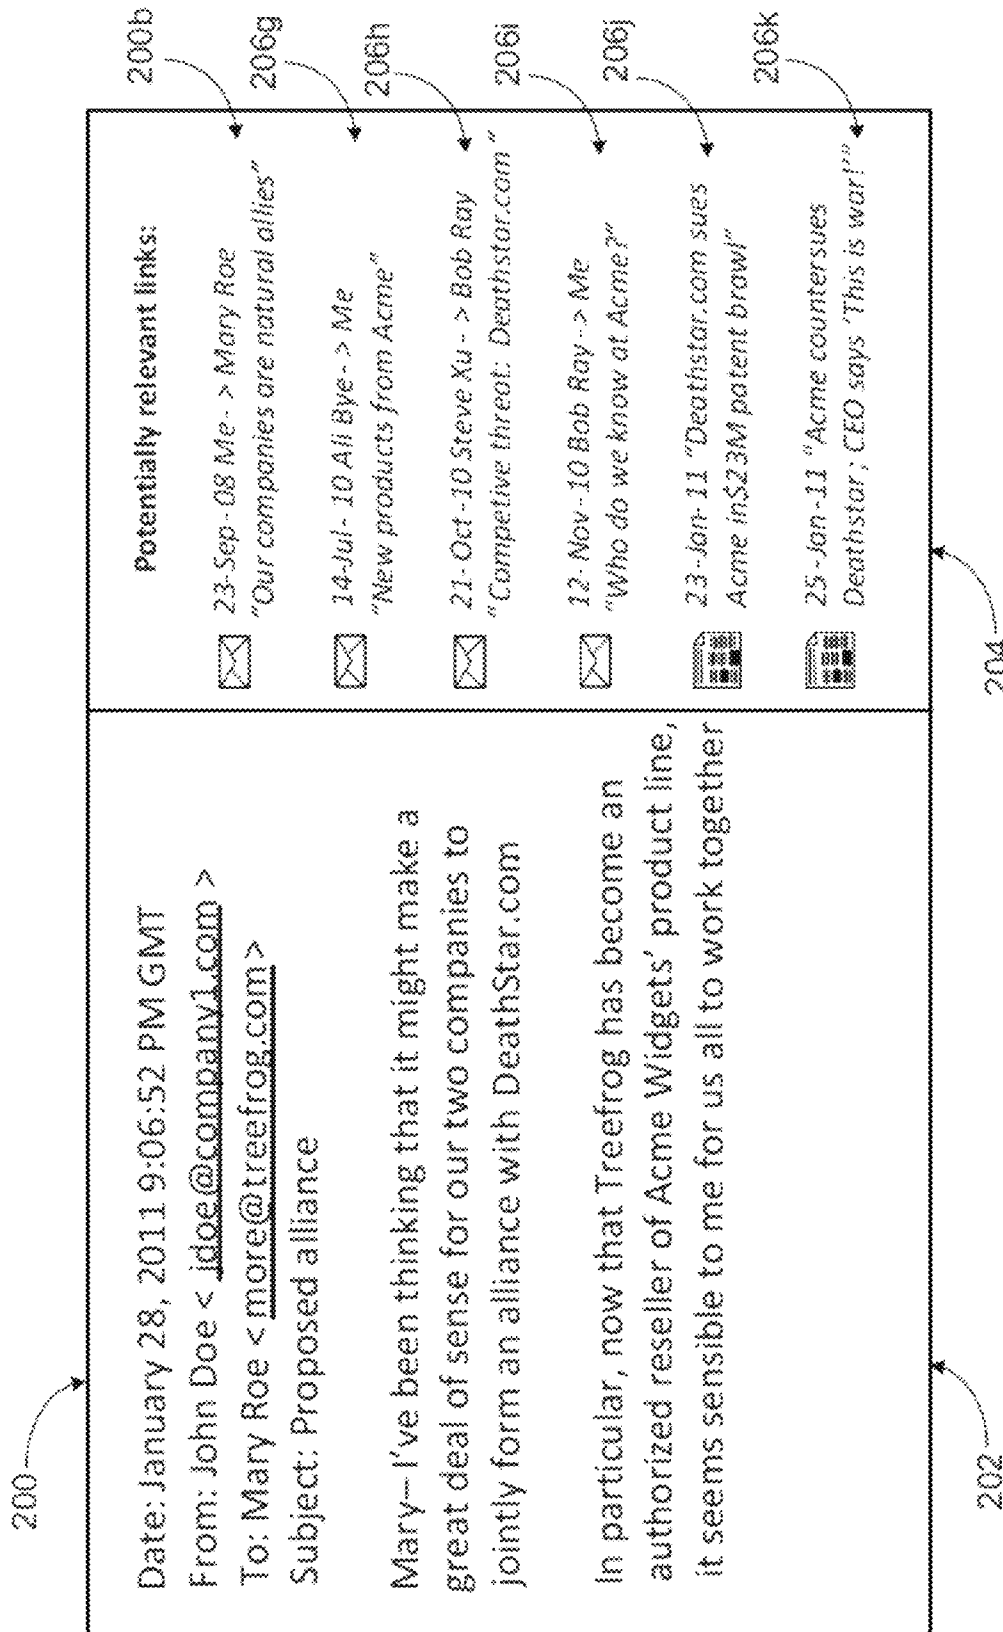 200
Date: January 28, 2011 9:06:52 PM GMT
From: John Doe < jdoe@company1.com >
To: Mary Roe < more@treefrog.com>
Subject: Proposed alliance
Mary– I've been thinking that it might make a
great deal of sense for our two companies to
jointly form an alliance with DeathStar.com
In particular, now that Treefrog has become an
authorized reseller of Acme Widgets' product line,
it seems sensible to me for us all to work together
202
Potentially relevant links:
23-Sep-08 Me- > Mary Roe
"Our companies are natural allies"
200b
14-Jul- 10 All Bye- > Me
"New products from Acme"
206g
21- Oct -10 Steve Xu - > Bob Ray
"Competive threat: Deathstar.com"
206h
12- Nov -10 Bob Ray -> Me
"Who do we know at Acme?"
206i
23 -Jan- 11 "Deathstar.com sues
Acme in$23M patent brawl"
206j
25 -Jan -11 "Acme countersues
Deathstar ; CEO says 'This is war!'"
206k
204